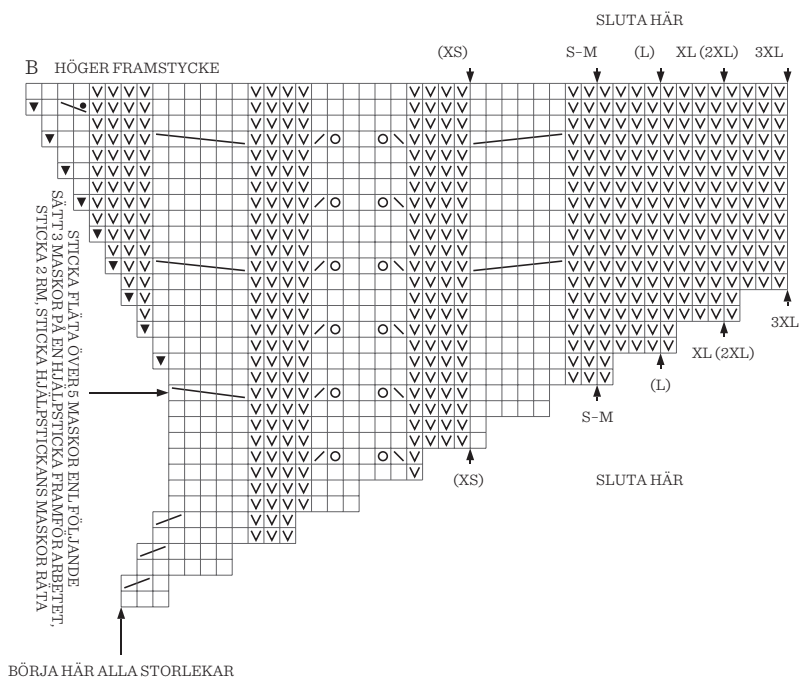 SLUTA HÄR
(XS) S–M (L) XL (2XL) 3XL
B HÖGER FRAMSTYCKE
STICKA FLÄTA ÖVER 5 MASKOR ENL FÖLJANDE
SÄTT 3 MASKOR PÅ EN HJÄLPSTICKA FRAMFÖR ARBETET,
STICKA 2 RM, STICKA HJÄLPSTICKANS MASKOR RÄTA
3XL
XL (2XL)
(L)
S–M
(XS)
SLUTA HÄR
BÖRJA HÄR ALLA STORLEKAR